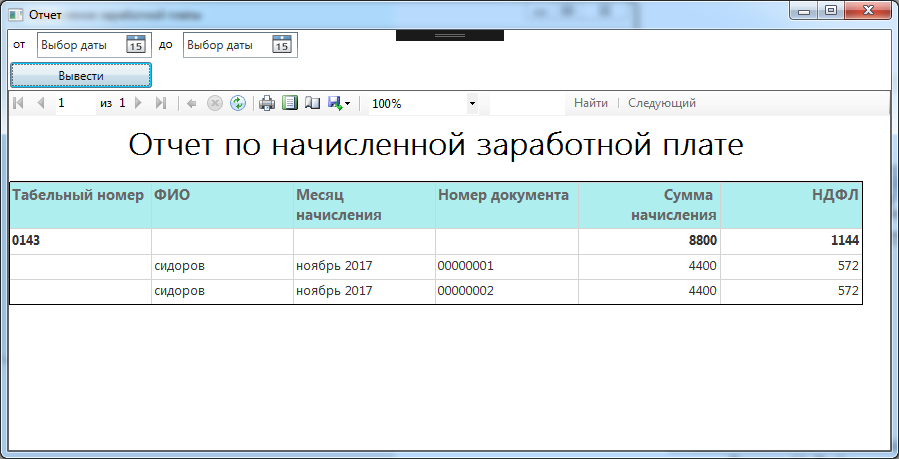 Отчет
от Выбор даты 15 до Выбор даты 15
Вывести
1 из 1 100% Найти Следующий
Отчет по начисленной заработной плате
Табельный номер ФИО Месяц начисления Номер документа Сумма начисления НДФЛ
0143 8800 1144
сидоров ноябрь 2017 00000001 4400 572
сидоров ноябрь 2017 00000002 4400 572